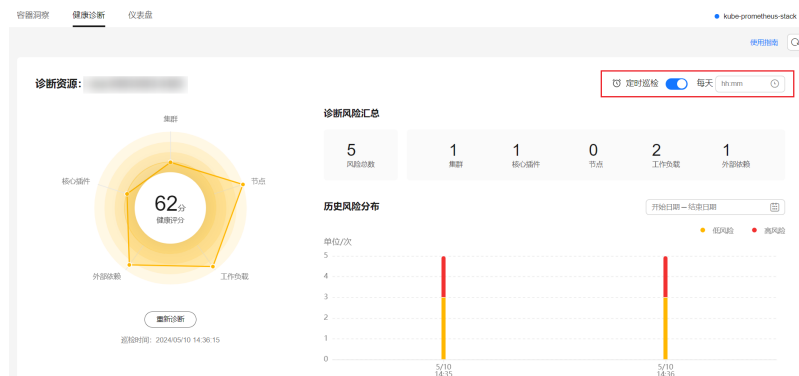 容器洞察 健康诊断 仪表盘 kube-prometheus-stack
使用指南
诊断资源: 定时巡检 每天 hh:mm
诊断风险汇总
集群
5 1 1 0 2 1
风险总数 集群 核心插件 节点 工作负载 外部依赖
核心插件 节点
62分
健康评分
历史风险分布 开始日期 – 结束日期
低风险 高风险
单位/次
5
4
外部依赖 工作负载
3
2
重新诊断
1
巡检时间: 2024/05/10 14:36:15
0
5/10 5/10
14:35 14:36